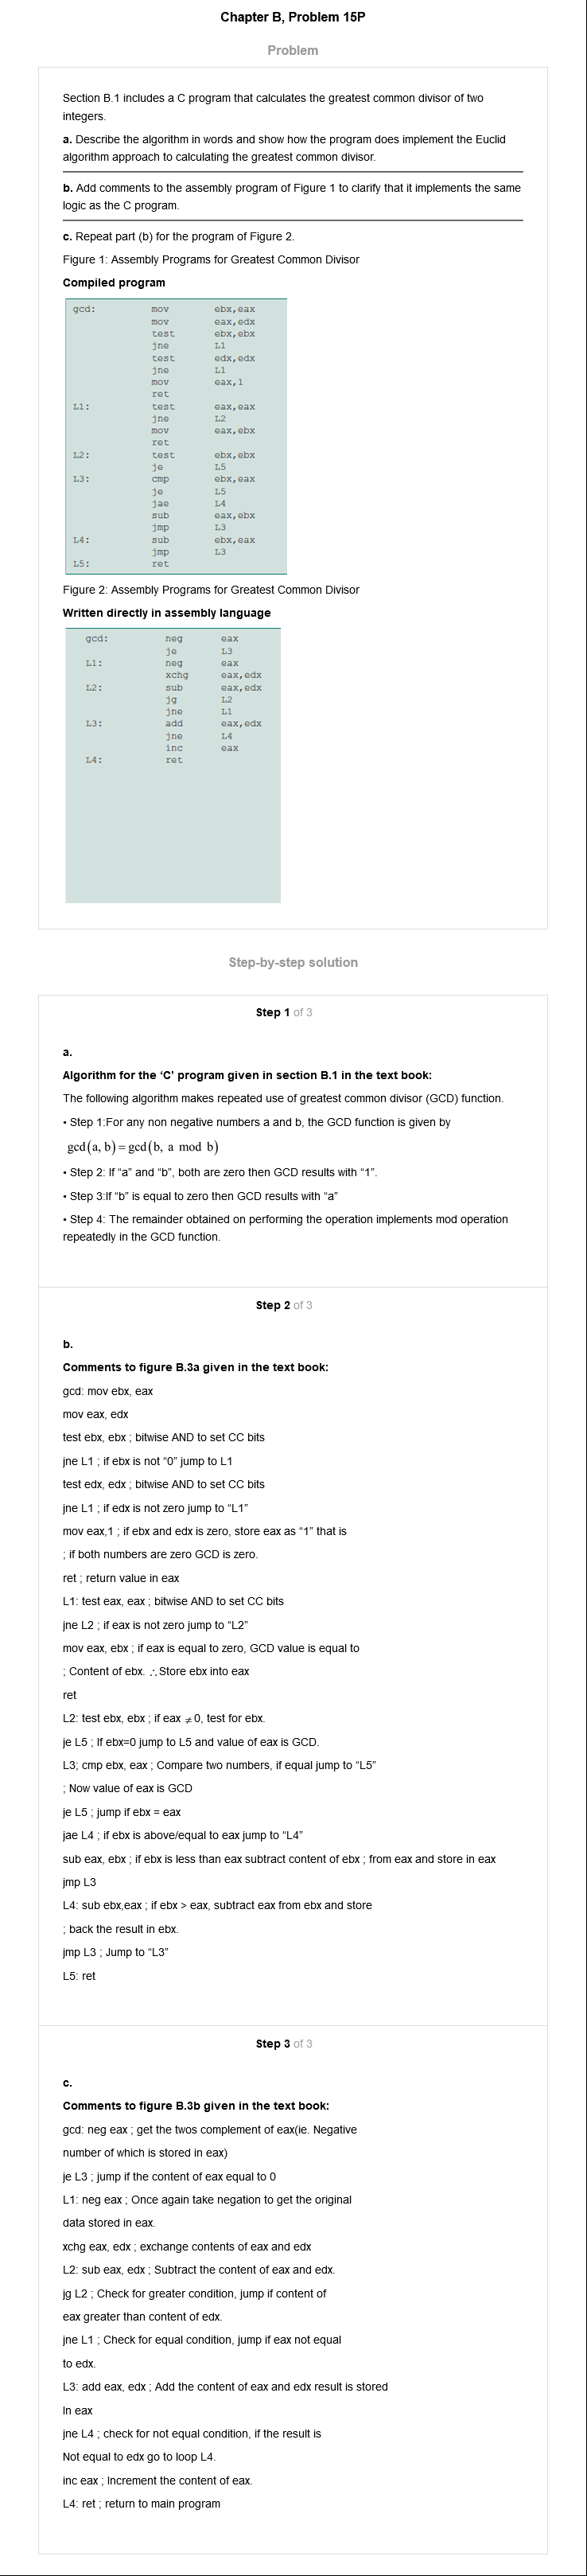 Chapter B, Problem 15P
Problem
Section B.1 includes a C program that calculates the greatest common divisor of two
integers.
a. Describe the algorithm in words and show how the program does implement the Euclid
algorithm approach to calculating the greatest common divisor.
b. Add comments to the assembly program of Figure 1 to clarify that it implements the same
logic as the C program.
c. Repeat part (b) for the program of Figure 2.
Figure 1: Assembly Programs for Greatest Common Divisor
Compiled program
gcd: mov ebx,eax
mov eax,edx
test ebx,ebx
jne L1
test edx,edx
jne L1
mov eax,1
ret
L1: test eax,eax
jne L2
mov eax,ebx
ret
L2: test ebx,ebx
je L5
L3: cmp ebx,eax
je L5
jae L4
sub eax,ebx
jmp L3
L4: sub ebx,eax
jmp L3
L5: ret
Figure 2: Assembly Programs for Greatest Common Divisor
Written directly in assembly language
gcd: neg eax
je L3
L1: neg eax
xchg eax,edx
L2: sub eax,edx
jg L2
jne L1
L3: add eax,edx
jne L4
inc eax
L4: ret
Step-by-step solution
Step 1 of 3
a.
Algorithm for the ‘C’ program given in section B.1 in the text book:
The following algorithm makes repeated use of greatest common divisor (GCD) function.
• Step 1:For any non negative numbers a and b, the GCD function is given by
gcd(a, b) = gcd(b, a mod b)
• Step 2: If “a” and “b”, both are zero then GCD results with “1”.
• Step 3:If “b” is equal to zero then GCD results with “a”
• Step 4: The remainder obtained on performing the operation implements mod operation
repeatedly in the GCD function.
Step 2 of 3
b.
Comments to figure B.3a given in the text book:
gcd: mov ebx, eax
mov eax, edx
test ebx, ebx ; bitwise AND to set CC bits
jne L1 ; if ebx is not “0” jump to L1
test edx, edx ; bitwise AND to set CC bits
jne L1 ; if edx is not zero jump to “L1”
mov eax,1 ; if ebx and edx is zero, store eax as “1” that is
; if both numbers are zero GCD is zero.
ret ; return value in eax
L1: test eax, eax ; bitwise AND to set CC bits
jne L2 ; if eax is not zero jump to “L2”
mov eax, ebx ; if eax is equal to zero, GCD value is equal to
; Content of ebx. ∴Store ebx into eax
ret
L2: test ebx, ebx ; if eax ≠ 0, test for ebx.
je L5 ; If ebx=0 jump to L5 and value of eax is GCD.
L3; cmp ebx, eax ; Compare two numbers, if equal jump to “L5”
; Now value of eax is GCD
je L5 ; jump if ebx = eax
jae L4 ; if ebx is above/equal to eax jump to “L4”
sub eax, ebx ; if ebx is less than eax subtract content of ebx ; from eax and store in eax
jmp L3
L4: sub ebx,eax ; if ebx > eax, subtract eax from ebx and store
; back the result in ebx.
jmp L3 ; Jump to “L3”
L5: ret
Step 3 of 3
c.
Comments to figure B.3b given in the text book:
gcd: neg eax ; get the twos complement of eax(ie. Negative
number of which is stored in eax)
je L3 ; jump if the content of eax equal to 0
L1: neg eax ; Once again take negation to get the original
data stored in eax.
xchg eax, edx ; exchange contents of eax and edx
L2: sub eax, edx ; Subtract the content of eax and edx.
jg L2 ; Check for greater condition, jump if content of
eax greater than content of edx.
jne L1 ; Check for equal condition, jump if eax not equal
to edx.
L3: add eax, edx ; Add the content of eax and edx result is stored
In eax
jne L4 ; check for not equal condition, if the result is
Not equal to edx go to loop L4.
inc eax ; Increment the content of eax.
L4: ret ; return to main program